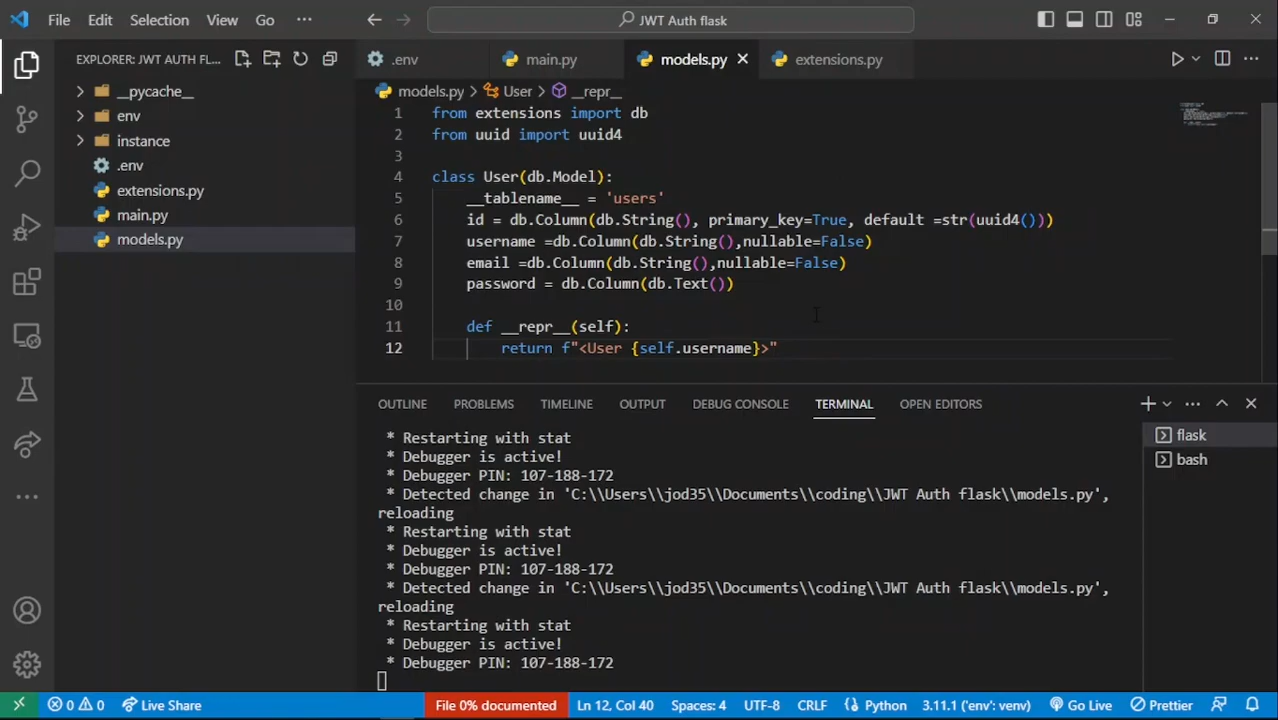 File Edit Selection View Go ··· JWT Auth flask
EXPLORER: JWT AUTH FL...
__pycache__
env
instance
.env
extensions.py
main.py
models.py
.env main.py models.py extensions.py
models.py > User > __repr__
1 from extensions import db
2 from uuid import uuid4
3
4 class User(db.Model):
5 __tablename__ = 'users'
6 id = db.Column(db.String(), primary_key=True, default =str(uuid4()))
7 username =db.Column(db.String(),nullable=False)
8 email =db.Column(db.String(),nullable=False)
9 password = db.Column(db.Text())
10
11 def __repr__(self):
12 return f"<User {self.username}>"
OUTLINE PROBLEMS TIMELINE OUTPUT DEBUG CONSOLE TERMINAL OPEN EDITORS
* Restarting with stat
* Debugger is active!
* Debugger PIN: 107-188-172
* Detected change in 'C:\\Users\\jod35\\Documents\\coding\\JWT Auth flask\\models.py',
reloading
* Restarting with stat
* Debugger is active!
* Debugger PIN: 107-188-172
* Detected change in 'C:\\Users\\jod35\\Documents\\coding\\JWT Auth flask\\models.py',
reloading
* Restarting with stat
* Debugger is active!
* Debugger PIN: 107-188-172
flask
bash
0 0 Live Share File 0% documented Ln 12, Col 40 Spaces: 4 UTF-8 CRLF Python 3.11.1 ('env': venv) Go Live Prettier